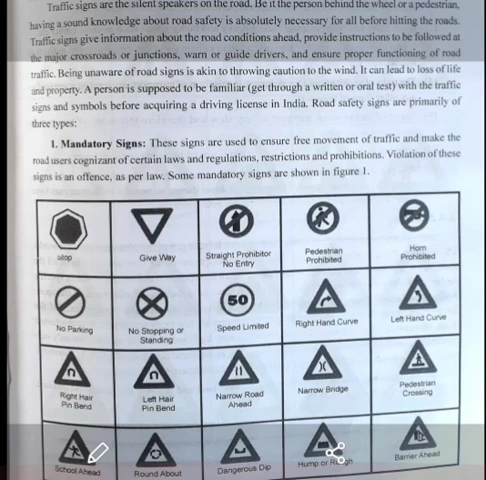 Traffic signs are the silent speakers on the road. Be it the person behind the wheel or a pedestrian,
having a sound knowledge about road safety is absolutely necessary for all before hitting the roads.
Traffic signs give information about the road conditions ahead, provide instructions to be followed at
the major crossroads or junctions, warn or guide drivers, and ensure proper functioning of road
traffic. Being unaware of road signs is akin to throwing caution to the wind. It can lead to loss of life
and property. A person is supposed to be familiar (get through a written or oral test) with the traffic
signs and symbols before acquiring a driving license in India. Road safety signs are primarily of
three types:
1. Mandatory Signs: These signs are used to ensure free movement of traffic and make the
road users cognizant of certain laws and regulations, restrictions and prohibitions. Violation of these
signs is an offence, as per law. Some mandatory signs are shown in figure 1.
Stop
Give Way
Straight Prohibitor
No Entry
Pedestrian
Prohibited
Horn
Prohibited
No Parking
No Stopping or
Standing
50
Speed Limited
Right Hand Curve
Left Hand Curve
Right Hair
Pin Bend
Left Hair
Pin Bend
Narrow Road
Ahead
Narrow Bridge
Pedestrian
Crossing
School Ahead
Round About
Dangerous Dip
Hump or
Barrier Ahead